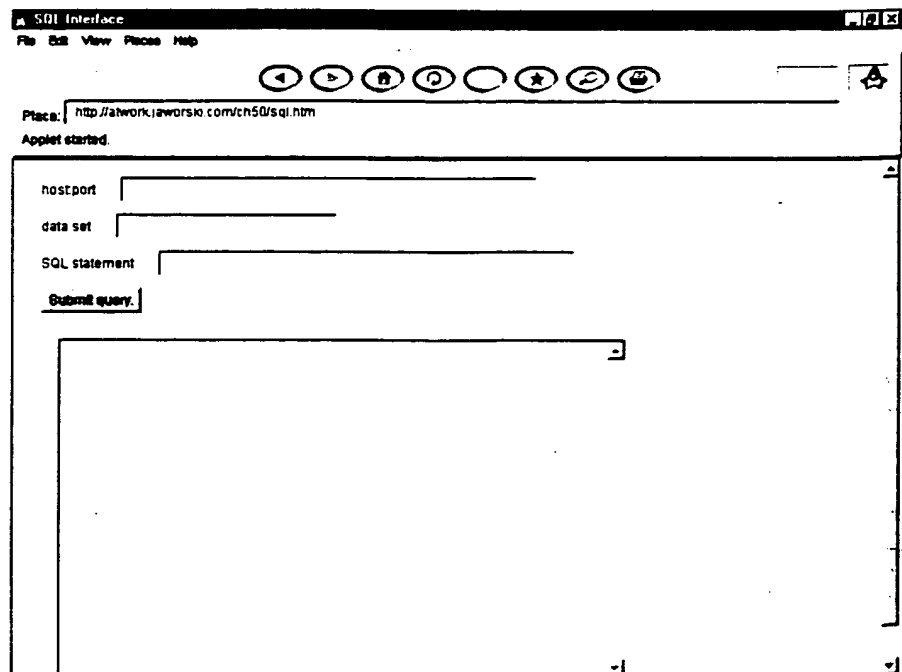 SQL Interface
File Edit View Places Help
Place: http://atwork.jaworski.com/ch50/sql.htm
Applet started.
host:port
data set
SQL statement
Submit query.